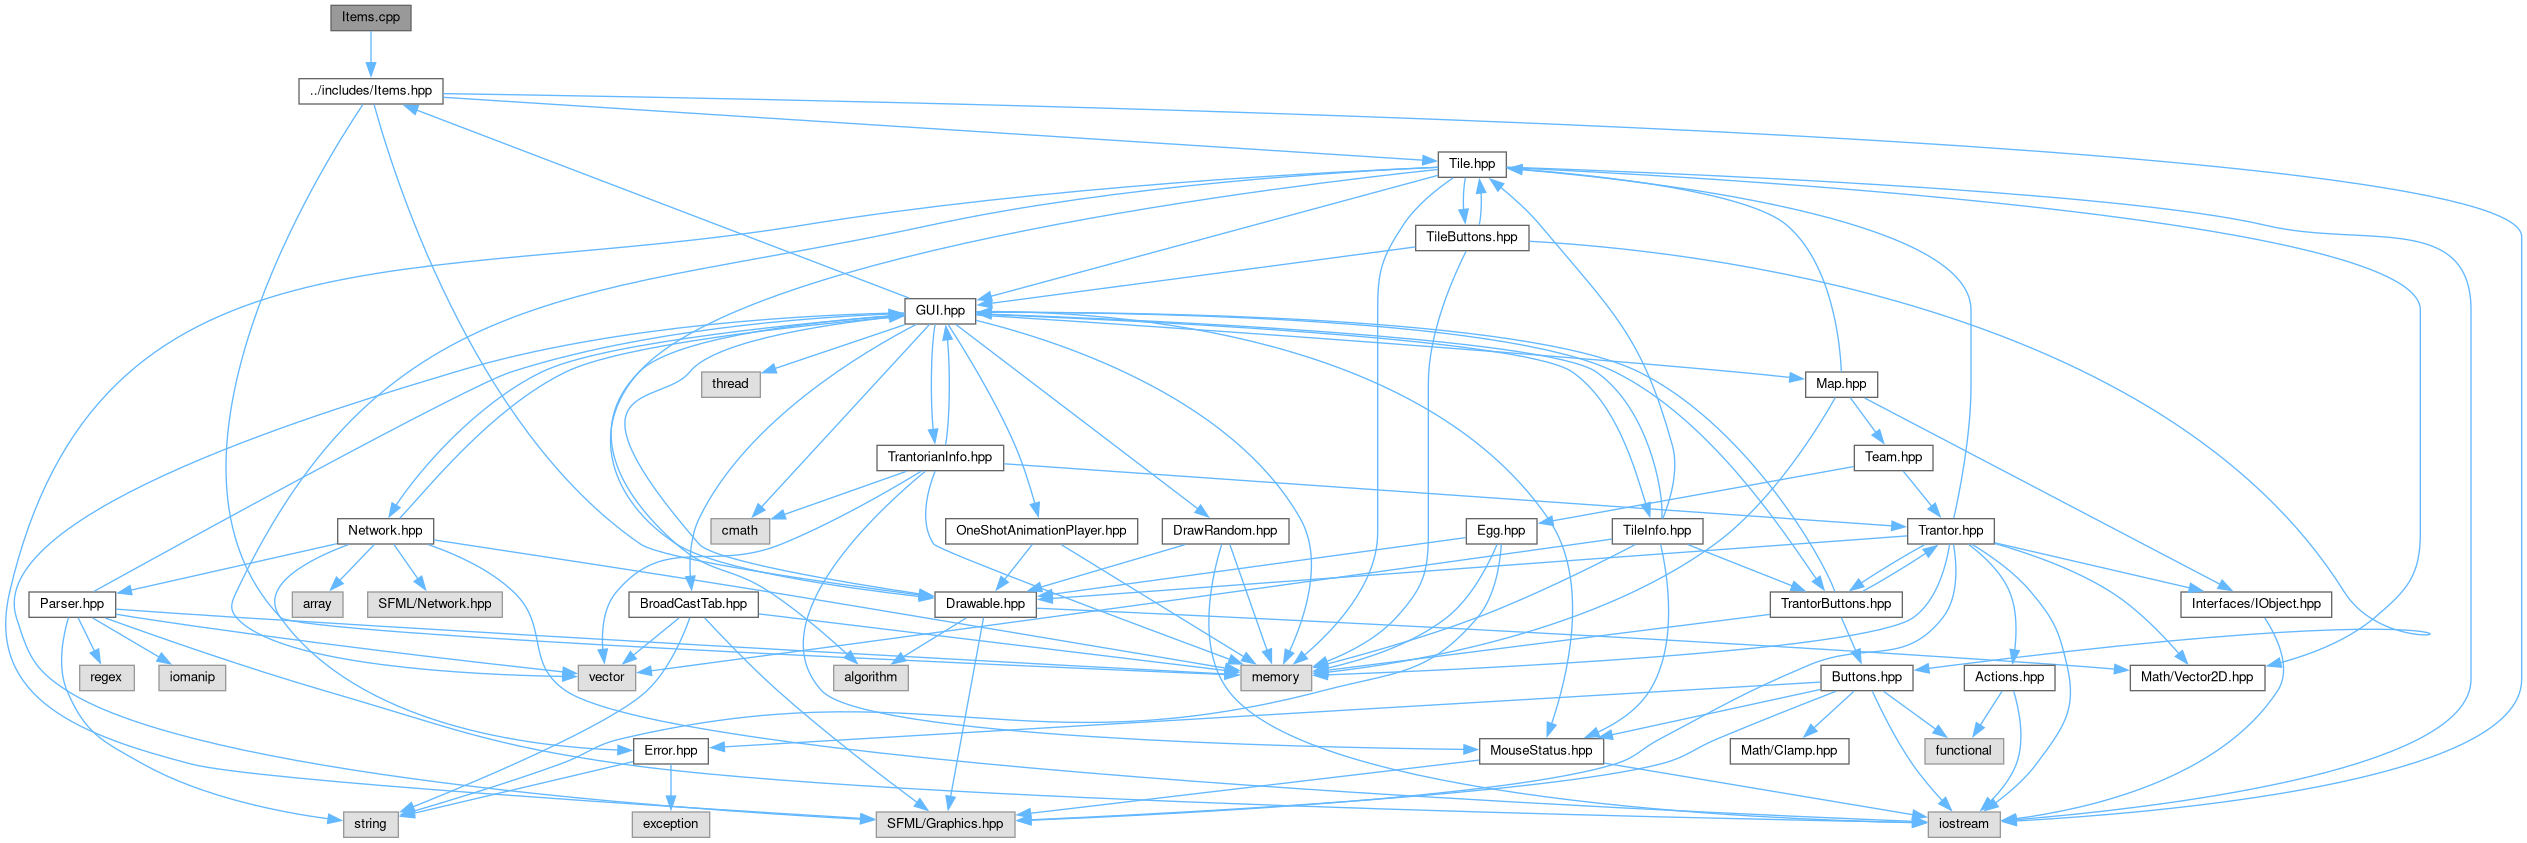 Items.cpp
../includes/Items.hpp
Tile.hpp
TileButtons.hpp
GUI.hpp
thread
Map.hpp
TrantorianInfo.hpp
Team.hpp
Network.hpp
cmath
OneShotAnimationPlayer.hpp
DrawRandom.hpp
Egg.hpp
TileInfo.hpp
Trantor.hpp
Parser.hpp
array
SFML/Network.hpp
BroadCastTab.hpp
Drawable.hpp
TrantorButtons.hpp
Interfaces/IObject.hpp
regex
iomanip
vector
algorithm
memory
Buttons.hpp
Actions.hpp
Math/Vector2D.hpp
Error.hpp
MouseStatus.hpp
Math/Clamp.hpp
functional
string
exception
SFML/Graphics.hpp
iostream